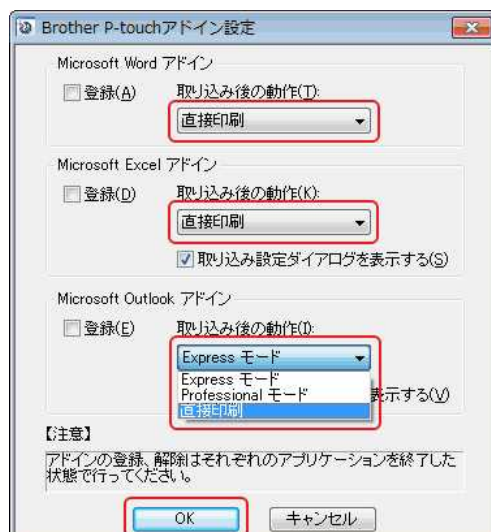 Brother P-touchアドイン設定
Microsoft Word アドイン
登録(A) 取り込み後の動作(T):
直接印刷
Microsoft Excel アドイン
登録(D) 取り込み後の動作(K):
直接印刷
取り込み設定ダイアログを表示する(S)
Microsoft Outlook アドイン
登録(E) 取り込み後の動作(I):
Express モード
Express モード
Professional モード
直接印刷
表示する(V)
【注意】
アドインの登録、解除はそれぞれのアプリケーションを終了した
状態で行ってください。
OK キャンセル